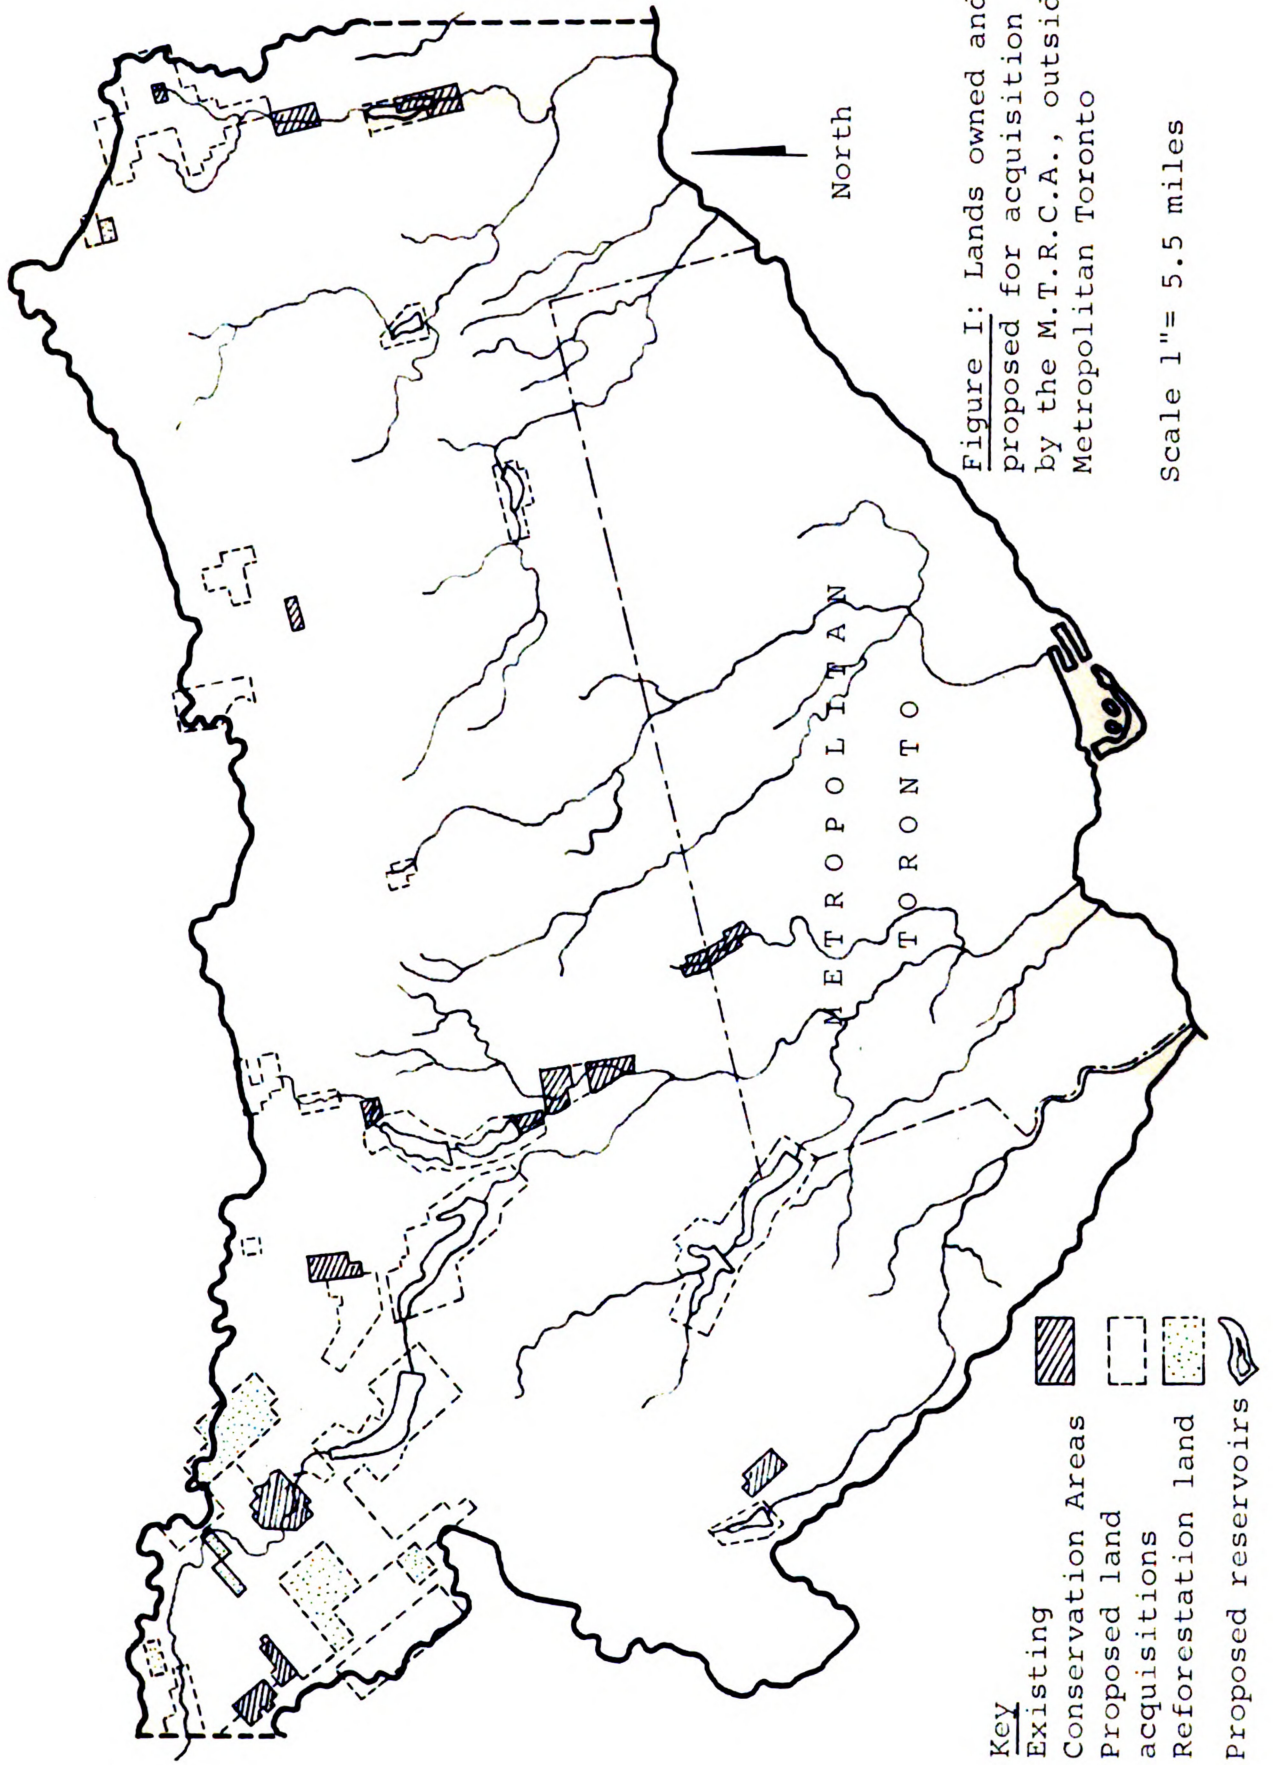 METROPOLITAN
TORONTO
North
Figure I: Lands owned and
proposed for acquisition
by the M.T.R.C.A.,
Metropolitan Toronto
Scale 1"= 5.5 miles
Key
Existing
Conservation Areas
Proposed land
acquisitions
Reforestation land
Proposed reservoirs